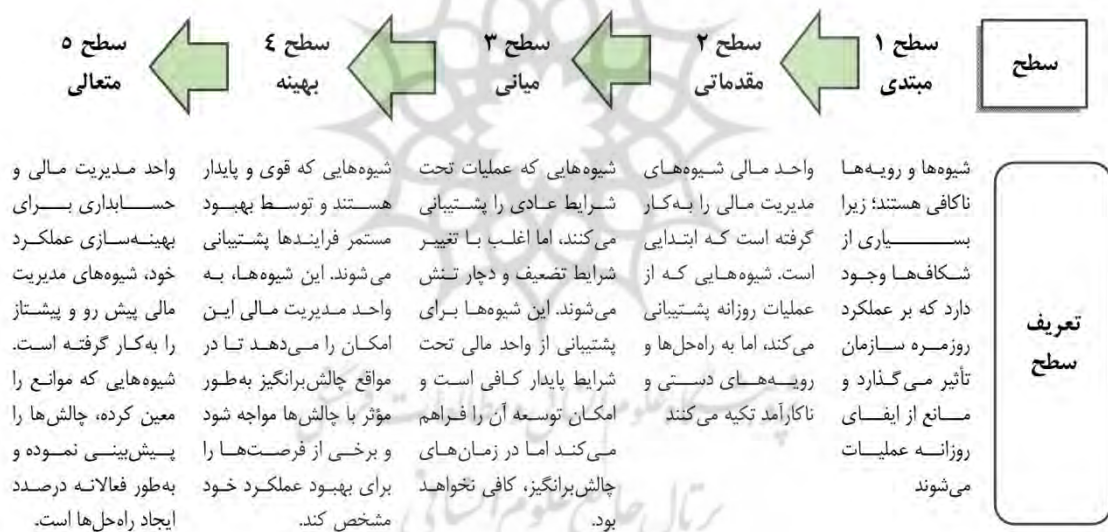 سطح
سطح ۱
مبتدی
سطح ۲
مقدماتی
سطح ۳
میانی
سطح ۴
بهینه
سطح ۵
متعالی
تعریف
سطح
شیوه‌ها و رویه‌ها
ناکافی هستند؛ زیرا
بسیاری از
شکاف‌ها وجود
دارد که بر عملکرد
روزمره سازمان
تأثیر می‌گذارد و
مانع از ایفای
روزانه عملیات
می‌شوند
واحد مالی شیوه‌های
مدیریت مالی را به‌کار
گرفته است که ابتدایی
است. شیوه‌هایی که از
عملیات روزانه پشتیبانی
می‌کند، اما به راه‌حل‌ها و
رویه‌های دستی و
ناکارآمد تکیه می‌کنند
شیوه‌هایی که عملیات تحت
شرایط عادی را پشتیبانی
می‌کنند، اما اغلب با تغییر
شرایط تضعیف و دچار تنش
می‌شوند. این شیوه‌ها برای
پشتیبانی از واحد مالی تحت
شرایط پایدار کافی است و
امکان توسعه آن را فراهم
می‌کند اما در زمان‌های
چالش‌برانگیز، کافی نخواهد
بود.
شیوه‌هایی که قوی و پایدار
هستند و توسط بهبود
مستمر فرایندها پشتیبانی
می‌شوند. این شیوه‌ها، به
واحد مدیریت مالی این
امکان را می‌دهد تا در
مواقع چالش‌برانگیز به‌طور
مؤثر با چالش‌ها مواجه شود
و برخی از فرصت‌ها را
برای بهبود عملکرد خود
مشخص کند.
واحد مدیریت مالی و
حسابداری برای
بهینه‌سازی عملکرد
خود، شیوه‌های مدیریت
مالی پیش رو و پیشتاز
را به‌کار گرفته است.
شیوه‌هایی که موانع را
معین کرده، چالش‌ها را
پیش‌بینی نموده و
به‌طور فعالانه درصدد
ایجاد راه‌حل‌ها است.
پژوهشگاه علوم انسانی و مطالعات فرهنگی
پرتال جامع علوم انسانی